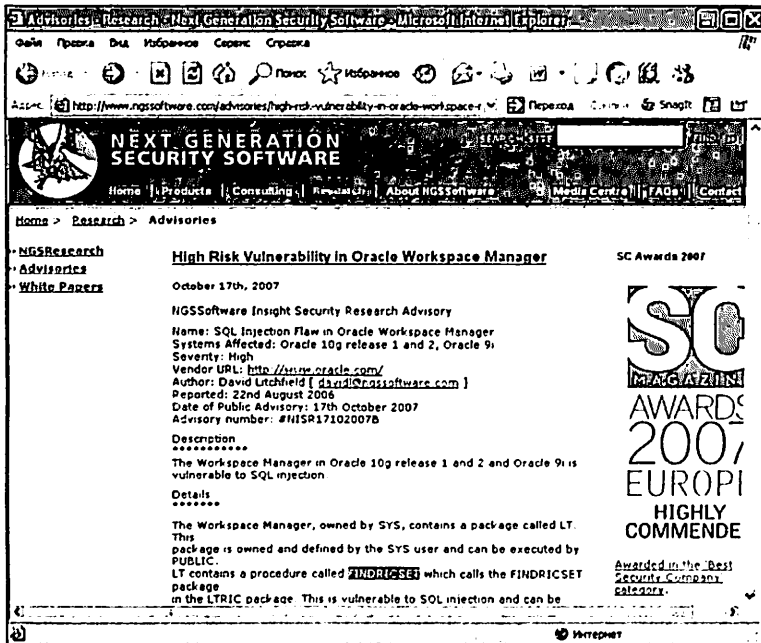 Advisories - Research - Next Generation Security Software - Microsoft Internet Explorer
Файл Правка Вид Избранное Сервис Справка
Назад Поиск Избранное
Адрес: http://www.ngssoftware.com/advisories/high-risk-vulnerability-in-oracle-workspace-r Переход Ссылки SnagIt
NEXT GENERATION
SECURITY SOFTWARE
SEARCH SITE
Home Products Consulting Research About NGSSoftware Media Centre FAQs Contact
Home > Research > Advisories
NGSResearch
Advisories
White Papers
High Risk Vulnerability in Oracle Workspace Manager
October 17th, 2007
NGSSoftware Insight Security Research Advisory
Name: SQL Injection Flaw in Oracle Workspace Manager
Systems Affected: Oracle 10g release 1 and 2, Oracle 9i
Severity: High
Vendor URL: http://www.oracle.com/
Author: David Litchfield [ davidl@ngssoftware.com ]
Reported: 22nd August 2006
Date of Public Advisory: 17th October 2007
Advisory number: #NISR17102007B
Description
***********
The Workspace Manager in Oracle 10g release 1 and 2 and Oracle 9i is
vulnerable to SQL injection
Details
*******
The Workspace Manager, owned by SYS, contains a package called LT.
This
package is owned and defined by the SYS user and can be executed by
PUBLIC.
LT contains a procedure called FINDRICSET which calls the FINDRICSET
package
in the LTRIC package. This is vulnerable to SQL injection and can be
SC Awards 2007
SC
MAGAZIN
AWARDS
2007
EUROPE
HIGHLY
COMMENDE
Awarded in the 'Best
Security Company'
category.
Интернет